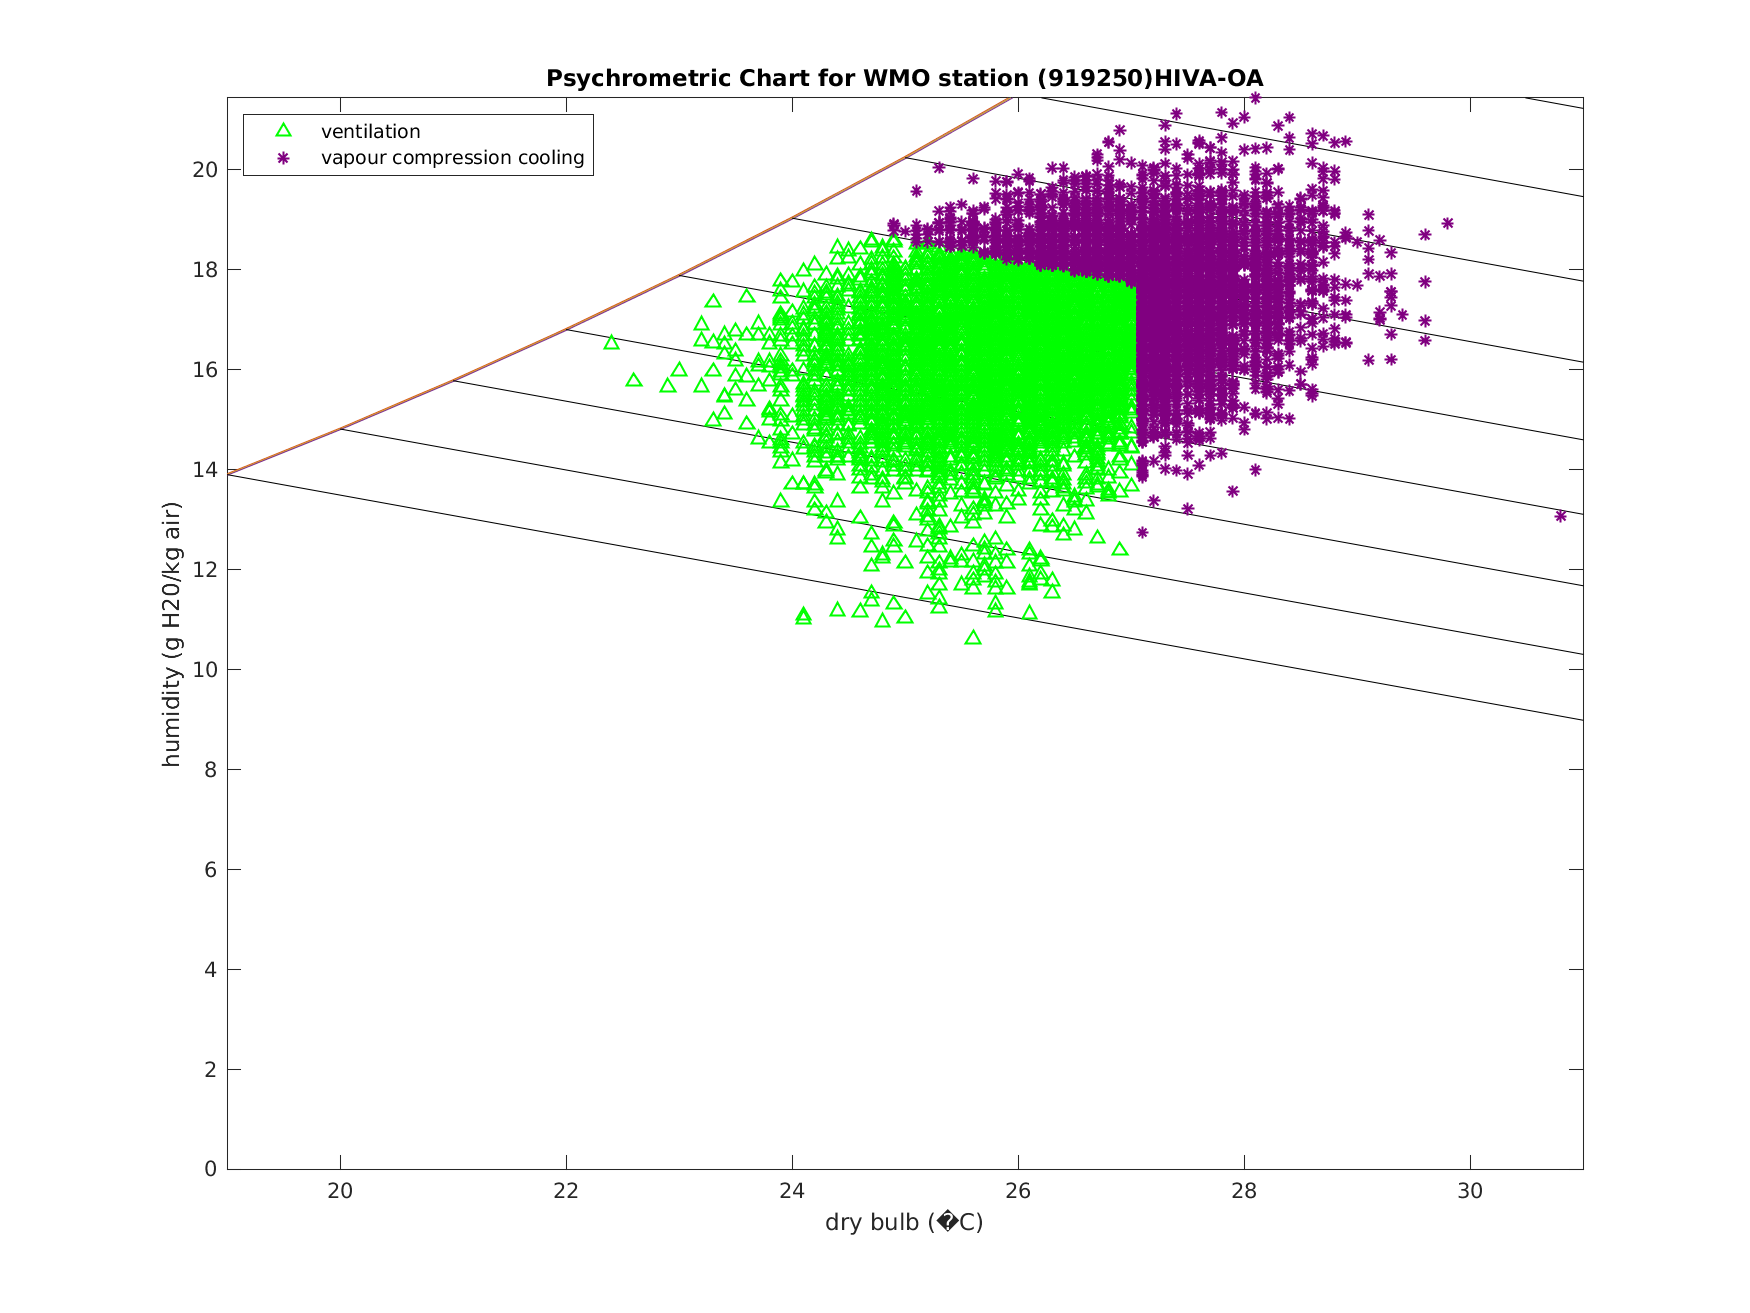 Psychrometric Chart for WMO station (919250)HIVA-OA
ventilation
vapour compression cooling
humidity (g H20/kg air)
20
18
16
14
12
10
8
6
4
2
0
20 22 24 26 28 30
dry bulb (�C)